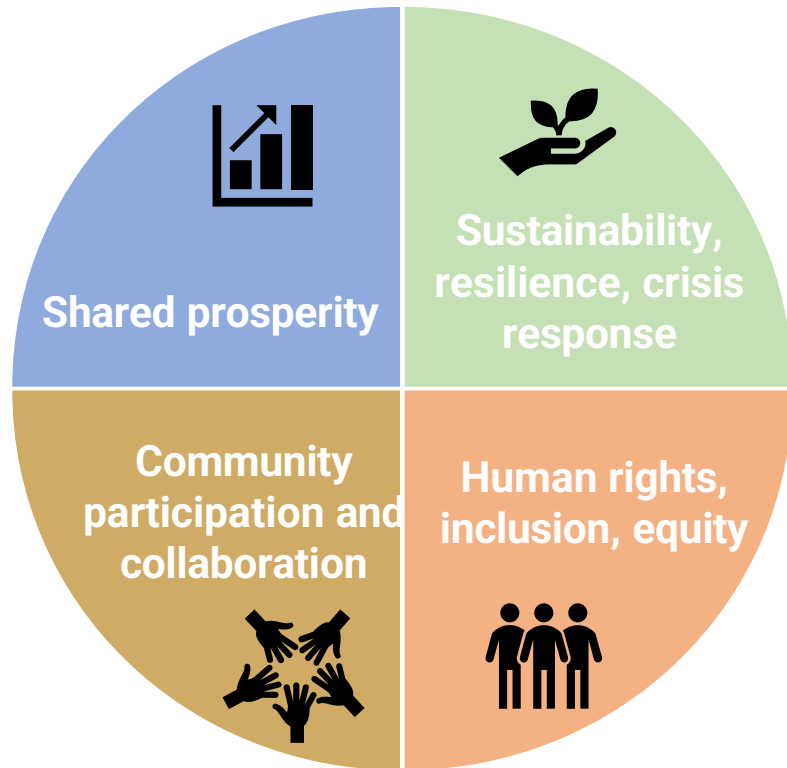 Shared prosperity
Sustainability,
resilience, crisis
response
Community
participation and
collaboration
Human rights,
inclusion, equity